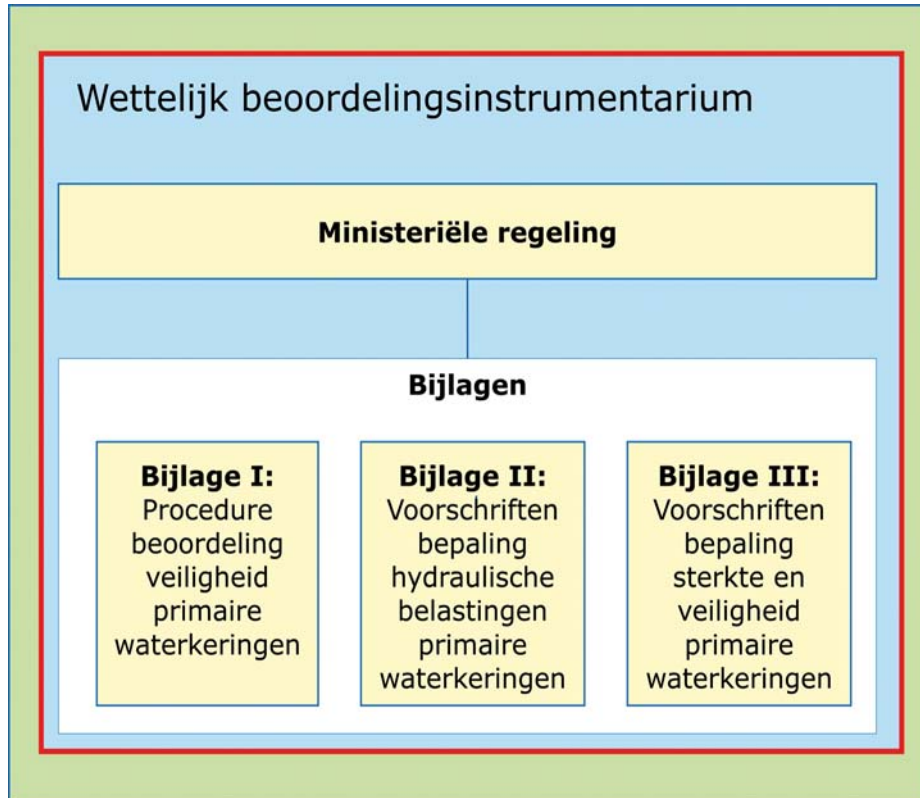 Wettelijk beoordelingsinstrumentarium
Ministeriële regeling
Bijlagen
Bijlage I:
Procedure
beoordeling
veiligheid
primaire
waterkeringen
Bijlage II:
Voorschriften
bepaling
hydraulische
belastingen
primaire
waterkeringen
Bijlage III:
Voorschriften
bepaling
sterkte en
veiligheid
primaire
waterkeringen